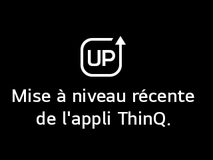 UP
Mise à niveau récente
de l'appli ThinQ.